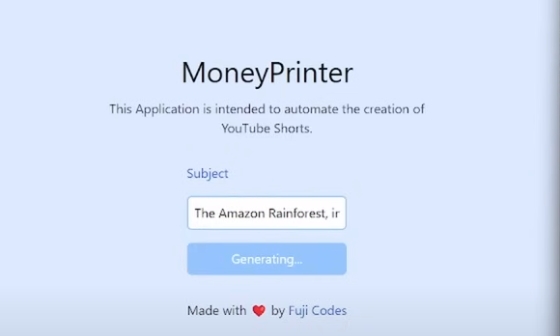 MoneyPrinter
This Application is intended to automate the creation of
YouTube Shorts.
Subject
The Amazon Rainforest, ir
Generating...
Made with ❤️ by Fuji Codes